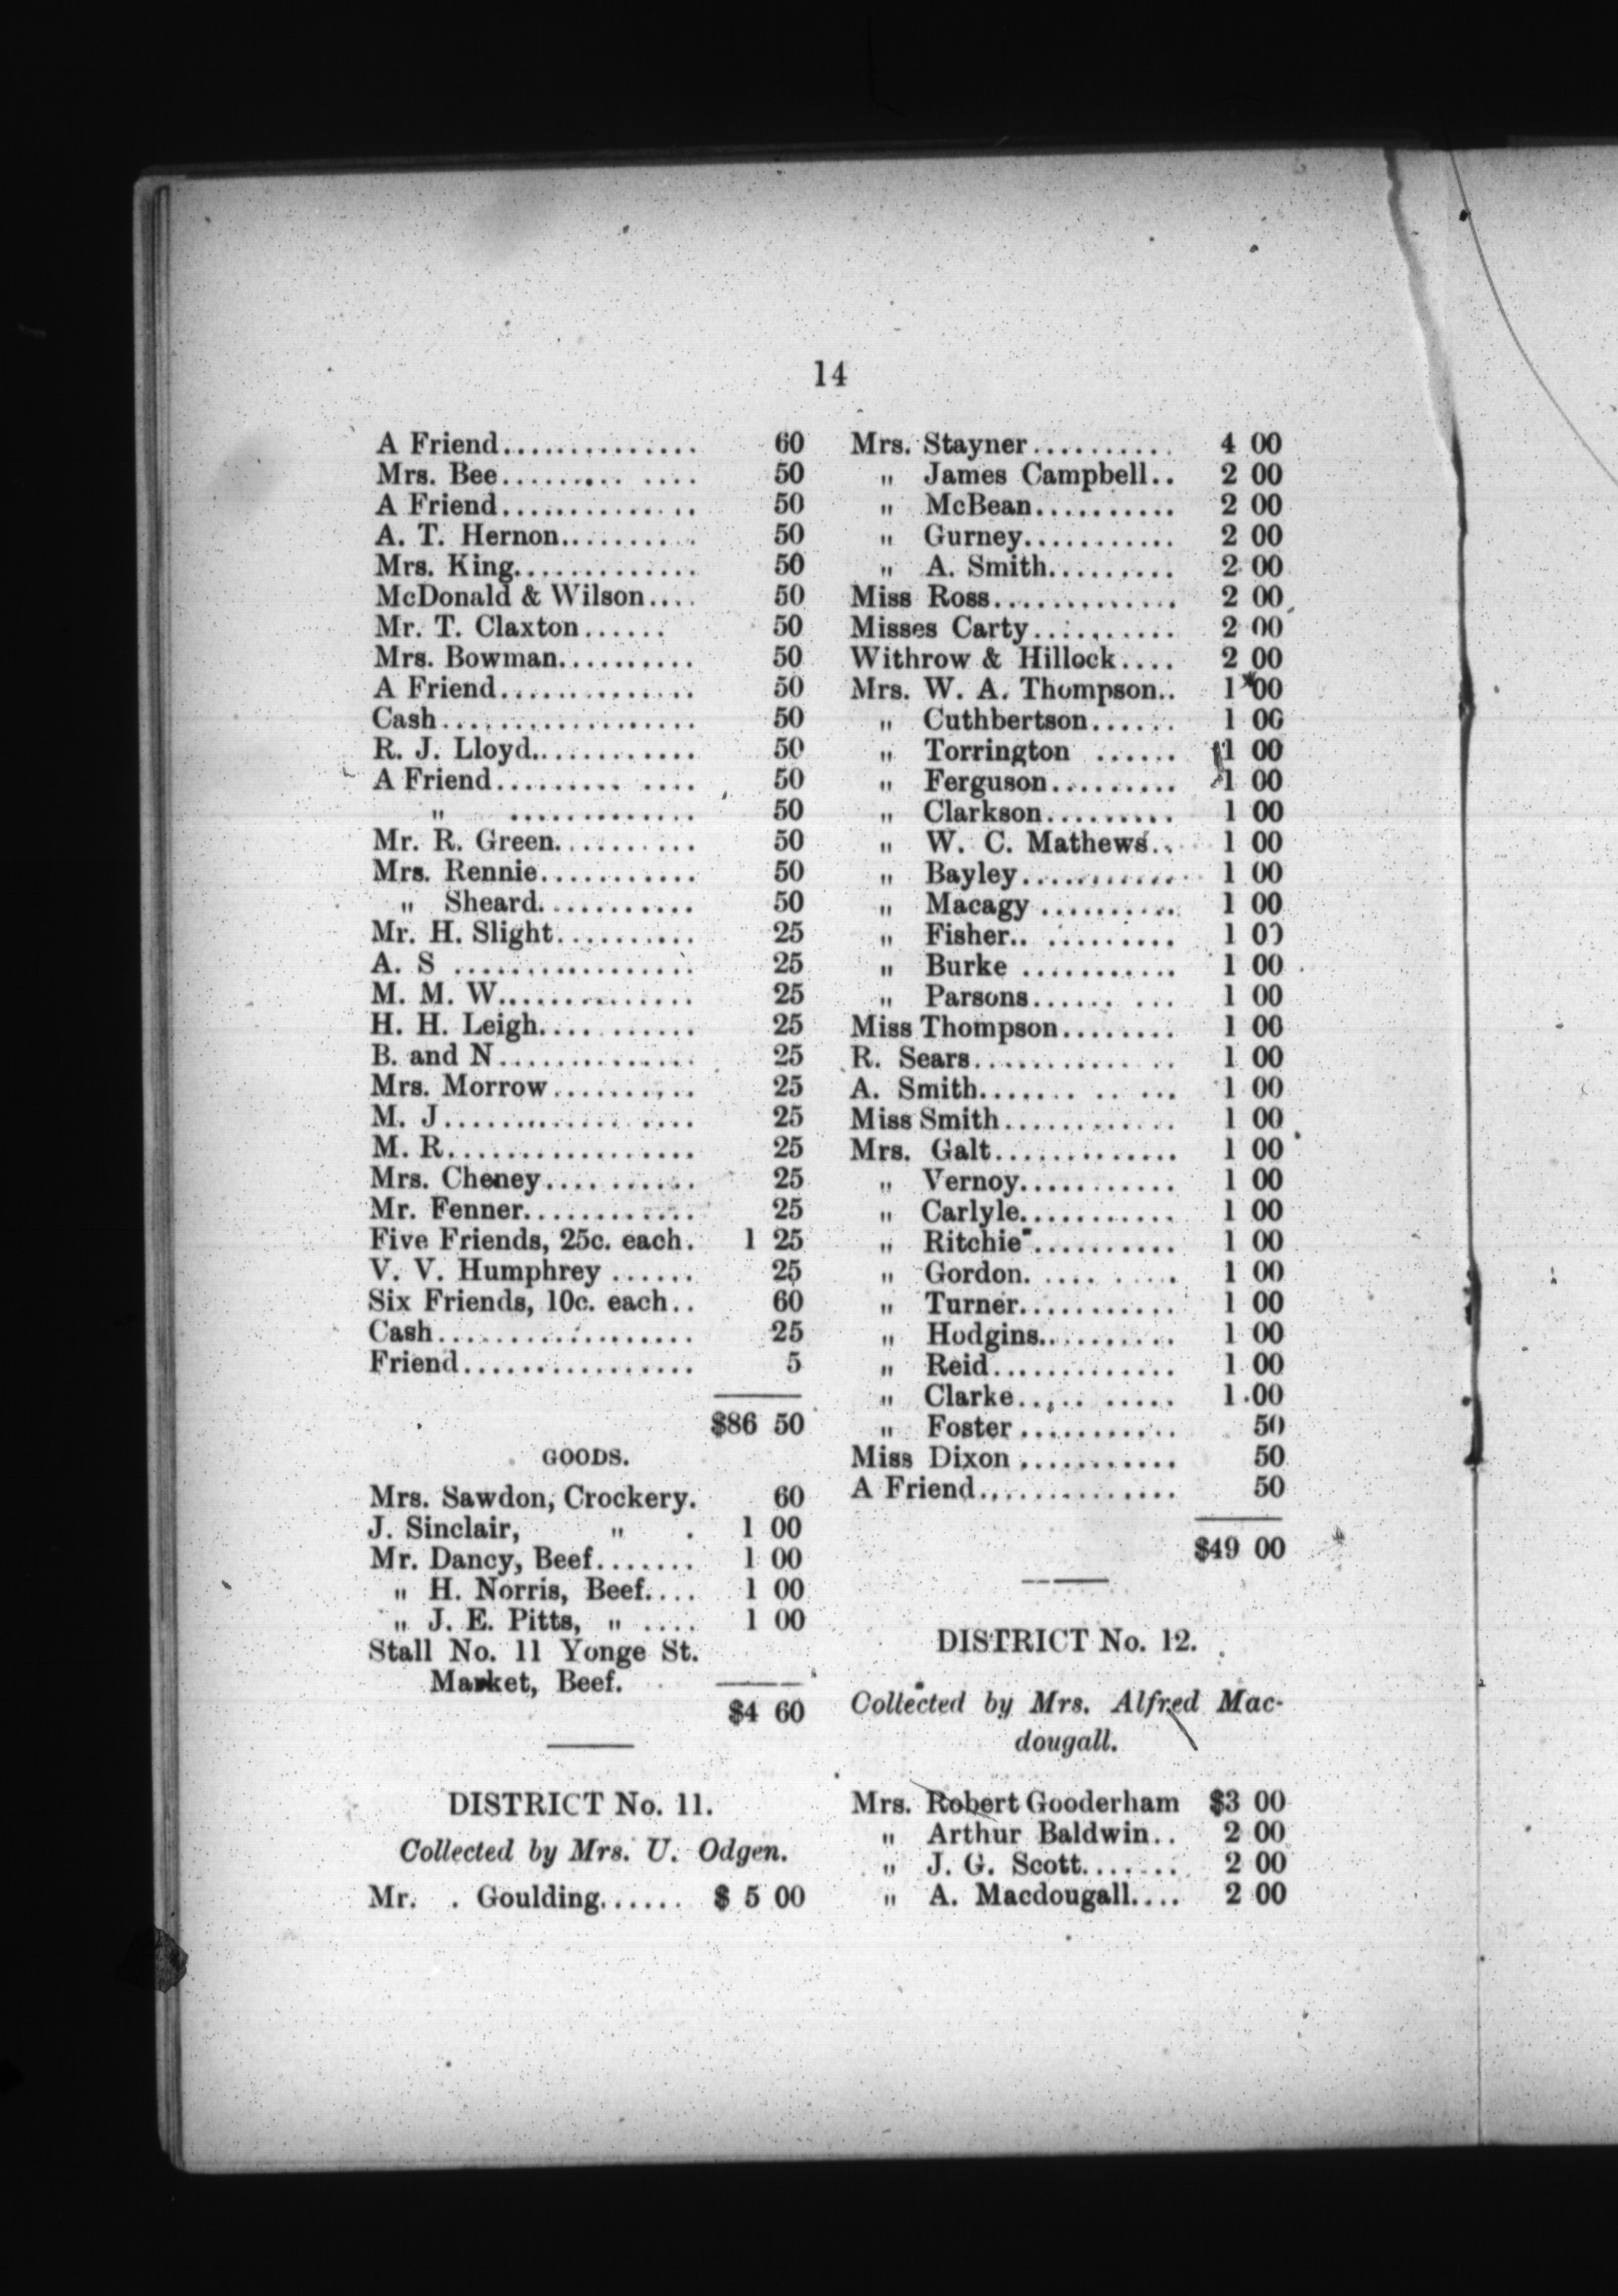 14
A Friend.............. 60
Mrs. Bee......... .... 50
A Friend.............. 50
A. T. Hernon.......... 50
Mrs. King............. 50
McDonald & Wilson.... 50
Mr. T. Claxton...... 50
Mrs. Bowman.......... 50
A Friend.............. 50
Cash.................. 50
R. J. Lloyd............ 50
A Friend......... .... 50
" ............. 50
Mr. R. Green.......... 50
Mrs. Rennie........... 50
" Sheard........... 50
Mr. H. Slight.......... 25
A. S ................. 25
M. M. W.............. 25
H. H. Leigh........... 25
B. and N.............. 25
Mrs. Morrow.......... 25
M. J............. .... 25
M. R.................. 25
Mrs. Cheney........... 25
Mr. Fenner............ 25
Five Friends, 25c. each. 1 25
V. V. Humphrey ...... 25
Six Friends, 10c. each.. 60
Cash.................. 25
Friend................ 5
$86 50
GOODS.
Mrs. Sawdon, Crockery. 60
J. Sinclair, " . 1 00
Mr. Dancy, Beef....... 1 00
" H. Norris, Beef.... 1 00
" J. E. Pitts, " .... 1 00
Stall No. 11 Yonge St.
Market, Beef.
$4 60
DISTRICT No. 11.
Collected by Mrs. U. Odgen.
Mr. . Goulding...... $ 5 00
Mrs. Stayner.......... 4 00
" James Campbell.. 2 00
" McBean.......... 2 00
" Gurney........... 2 00
" A. Smith......... 2 00
Miss Ross............. 2 00
Misses Carty.......... 2 00
Withrow & Hillock.... 2 00
Mrs. W. A. Thompson.. 1 00
" Cuthbertson...... 1 00
" Torrington ...... 1 00
" Ferguson......... 1 00
" Clarkson......... 1 00
" W. C. Mathews.. 1 00
" Bayley............ 1 00
" Macagy .......... 1 00
" Fisher.. ......... 1 00
" Burke ........... 1 00
" Parsons...... ... 1 00
Miss Thompson........ 1 00
R. Sears.............. 1 00
A. Smith....... .. ... 1 00
Miss Smith............ 1 00
Mrs. Galt............. 1 00
" Vernoy........... 1 00
" Carlyle........... 1 00
" Ritchie.......... 1 00
" Gordon. .... .... 1 00
" Turner........... 1 00
" Hodgins.......... 1 00
" Reid............. 1 00
" Clarke.... ..... 1 00
" Foster........... 50
Miss Dixon........... 50
A Friend.............. 50
$49 00
DISTRICT No. 12.
Collected by Mrs. Alfred Mac-
dougall.
Mrs. Robert Gooderham $3 00
" Arthur Baldwin.. 2 00
" J. G. Scott....... 2 00
" A. Macdougall.... 2 00